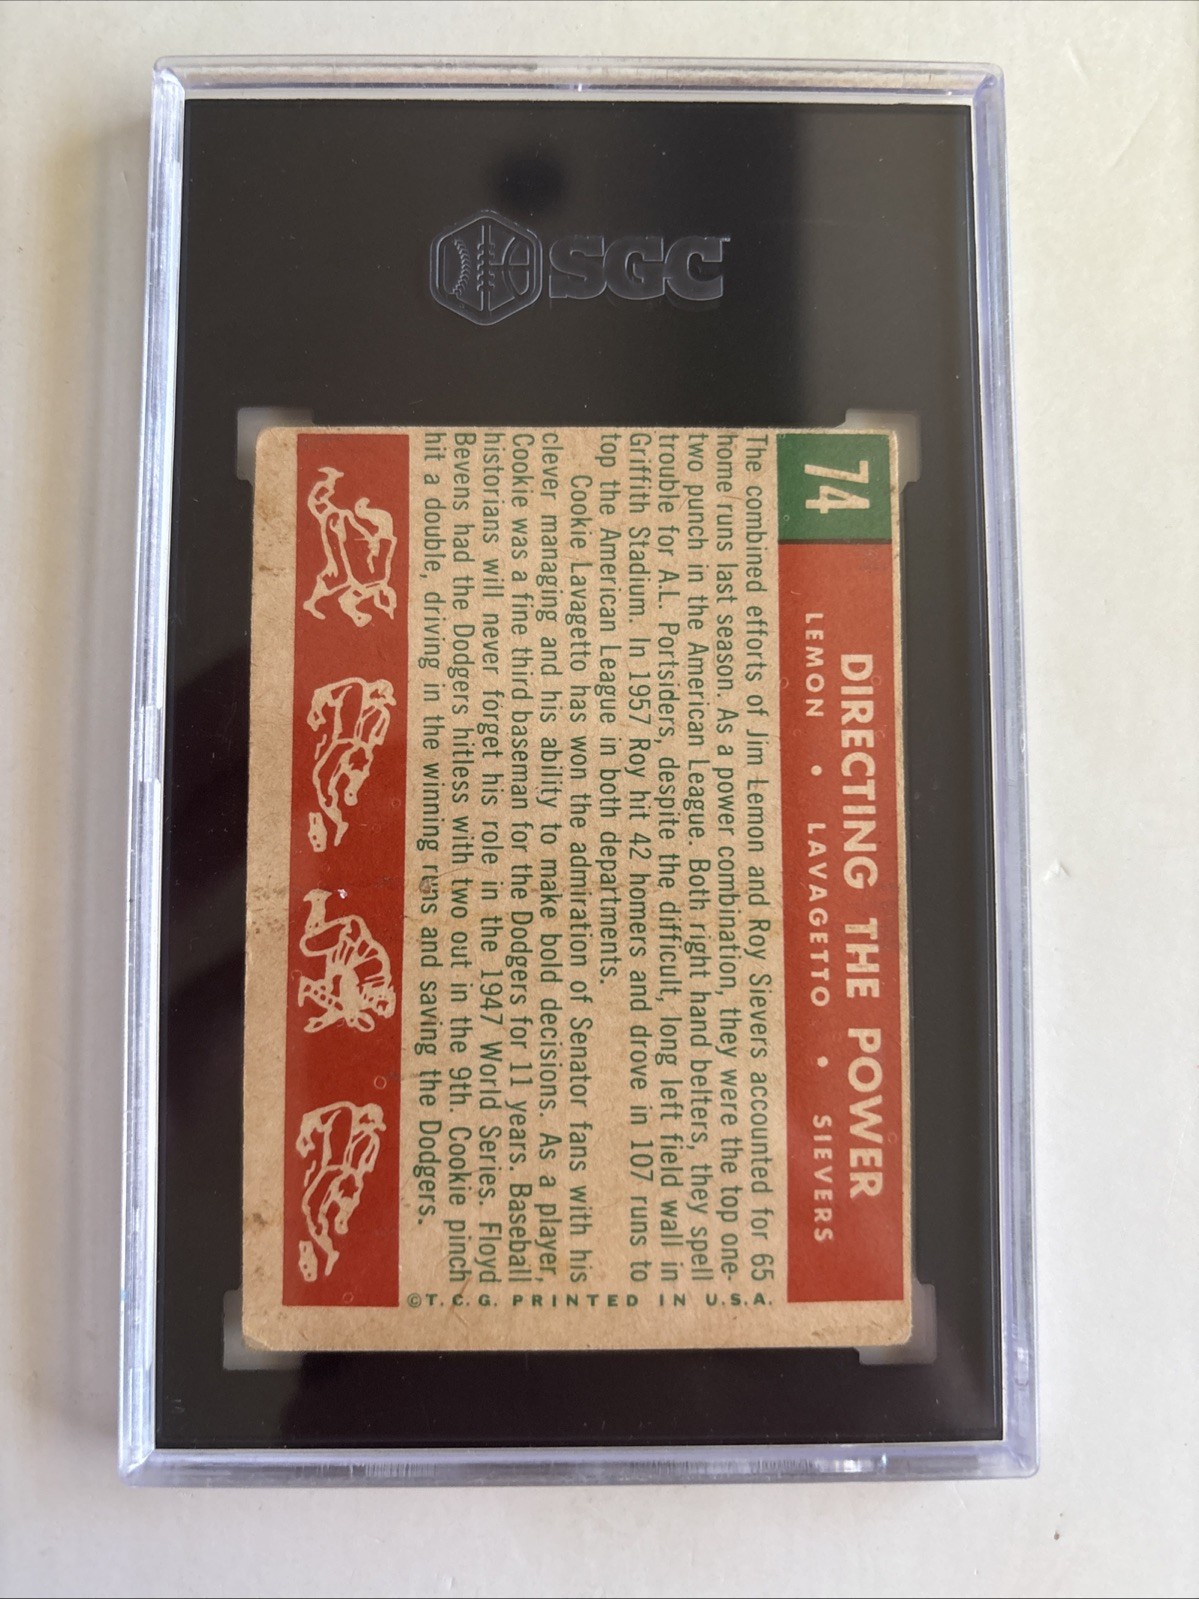 SGC
74
DIRECTING THE POWER
LEMON • LAVAGETTO • SIEVERS
The combined efforts of Jim Lemon and Roy Sievers accounted for 65
home runs last season. As a power combination, they were the top one-
two punch in the American League. Both right hand belters, they spell
trouble for A.L. Portsiders, despite the difficult, long left field wall in
Griffith Stadium. In 1957 Roy hit 42 homers and drove in 107 runs to
top the American League in both departments.
Cookie Lavagetto has won the admiration of Senator fans with his
clever managing and his ability to make bold decisions. As a player,
Cookie was a fine third baseman for the Dodgers for 11 years. Baseball
historians will never forget his role in the 1947 World Series. Floyd
Bevens had the Dodgers hitless with two out in the 9th. Cookie pinch
hit a double, driving in the winning runs and saving the Dodgers.
©T.C.G. PRINTED IN U.S.A.